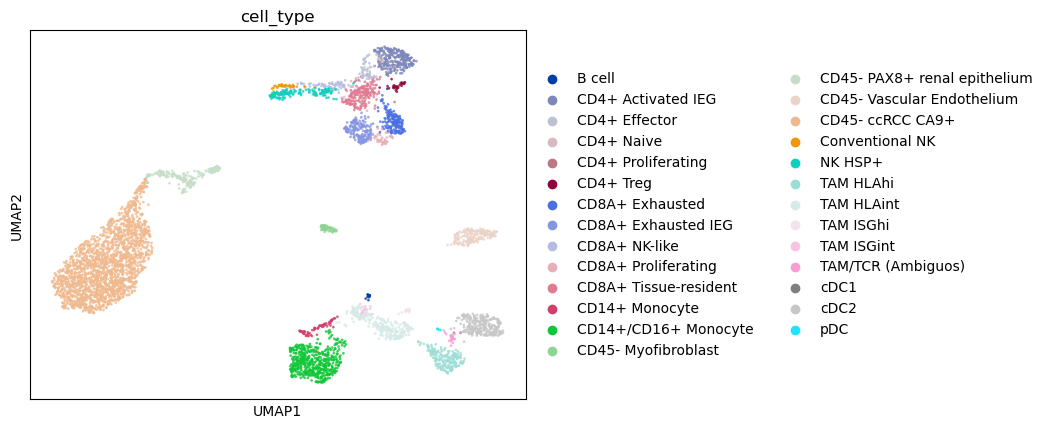 cell_type
UMAP2
UMAP1
B cell
CD4+ Activated IEG
CD4+ Effector
CD4+ Naive
CD4+ Proliferating
CD4+ Treg
CD8A+ Exhausted
CD8A+ Exhausted IEG
CD8A+ NK-like
CD8A+ Proliferating
CD8A+ Tissue-resident
CD14+ Monocyte
CD14+/CD16+ Monocyte
CD45- Myofibroblast
CD45- PAX8+ renal epithelium
CD45- Vascular Endothelium
CD45- ccRCC CA9+
Conventional NK
NK HSP+
TAM HLAhi
TAM HLAint
TAM ISGhi
TAM ISGint
TAM/TCR (Ambiguos)
cDC1
cDC2
pDC